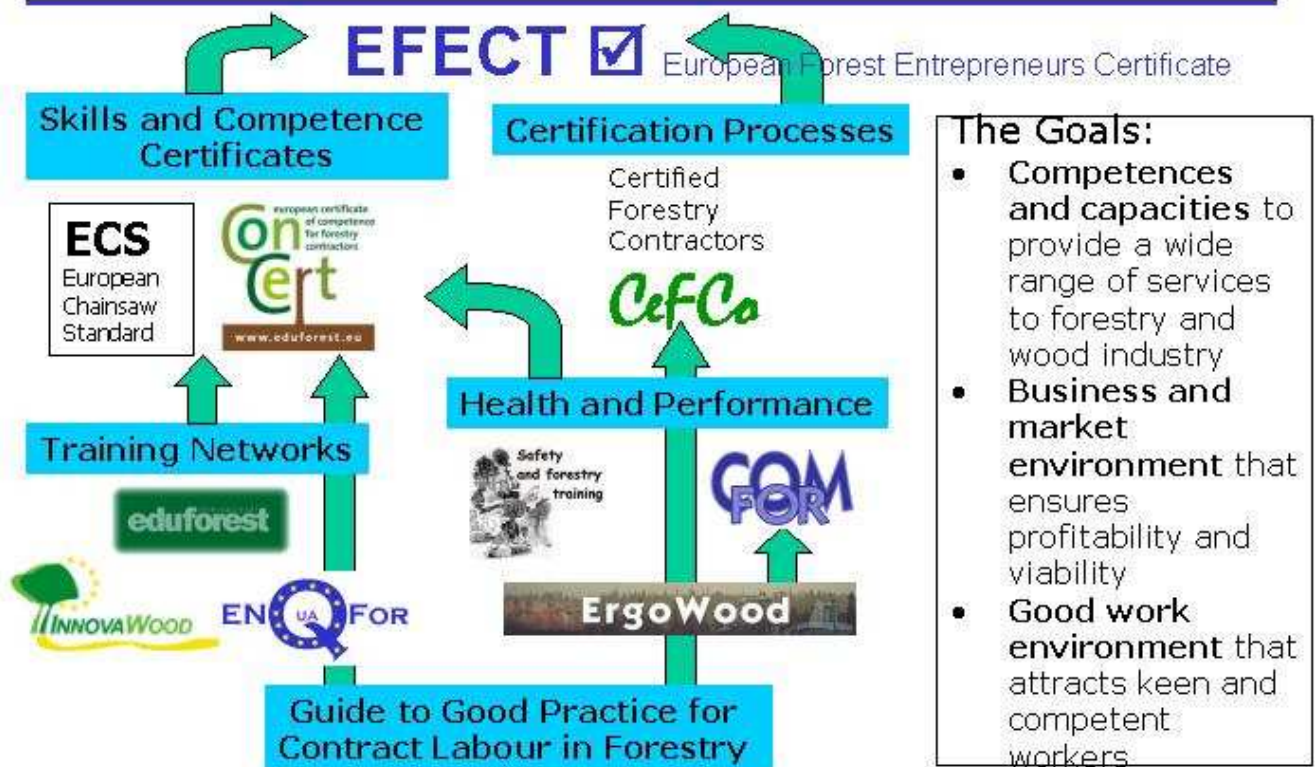 EFECT
European Forest Entrepreneurs Certificate
Skills and Competence
Certificates
Certification Processes
ECS
European
Chainsaw
Standard
ConCert
european certificate
of competence
for forestry
contractors
www.eduforest.eu
Certified
Forestry
Contractors
CeFCo
Training Networks
Health and Performance
eduforest
Safety
and forestry
training
COMFOR
INNOVAWOOD
ENQUAFOR
ErgoWood
Guide to Good Practice for
Contract Labour in Forestry
The Goals:
• Competences
and capacities to
provide a wide
range of services
to forestry and
wood industry
• Business and
market
environment that
ensures
profitability and
viability
• Good work
environment that
attracts keen and
competent
workers